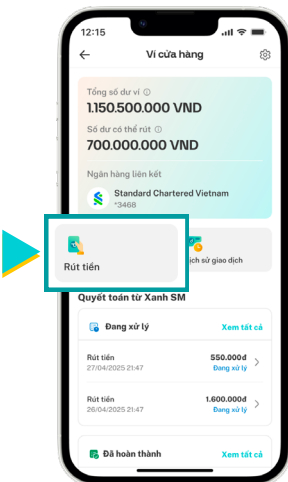 12:15
Ví cửa hàng
Tổng số dư ví
1.150.500.000 VND
Số dư có thể rút
700.000.000 VND
Ngân hàng liên kết
Standard Chartered Vietnam
*3468
Rút tiền
ịch sử giao dịch
Quyết toán từ Xanh SM
Đang xử lý Xem tất cả
Rút tiền 550.000đ
27/04/2025 21:47 Đang xử lý
Rút tiền 1.600.000đ
26/04/2025 21:47 Đang xử lý
Đã hoàn thành Xem tất cả